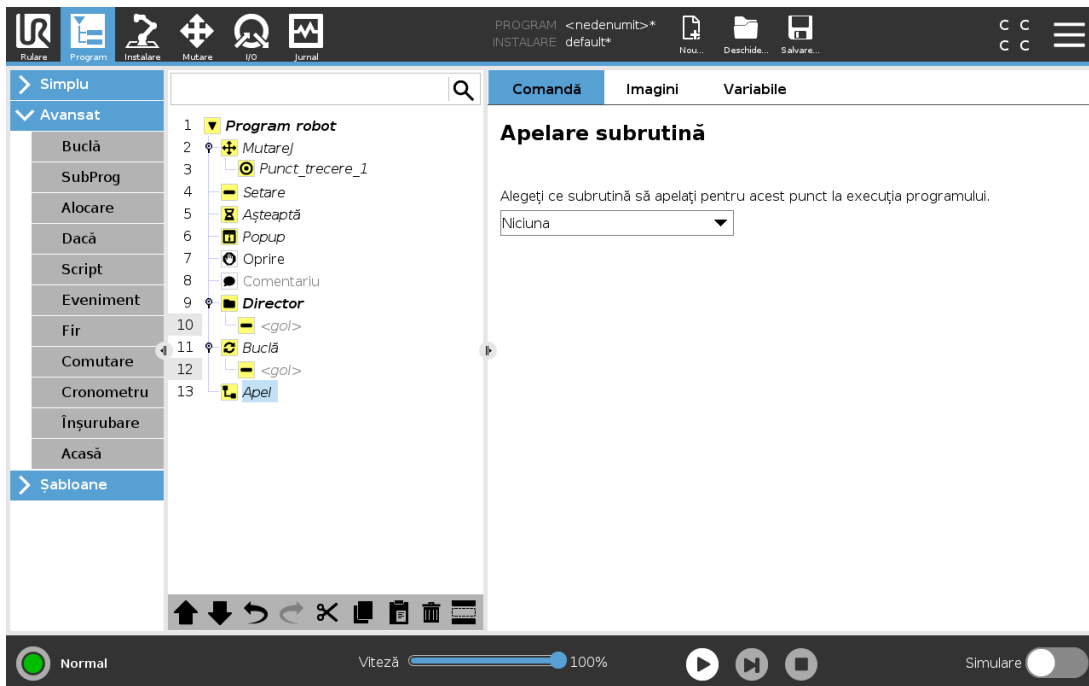 UR
Rulare
Program
Instalare
Mutare
I/O
Jurnal
PROGRAM <nedenumit>*
INSTALARE default*
Nou...
Deschide...
Salvare...
C C
C C
Simplu
Avansat
Buclă
SubProg
Alocare
Dacă
Script
Eveniment
Fir
Comutare
Cronometru
Înșurubare
Acasă
Șabloane
1 Program robot
2 MutareJ
3 Punct_trecere_1
4 Setare
5 Așteaptă
6 Popup
7 Oprire
8 Comentariu
9 Director
10 <gol>
11 Buclă
12 <gol>
13 Apel
Comandă Imagini Variabile
Apelare subrutină
Alegeți ce subrutină să apelați pentru acest punct la execuția programului.
Niciuna
Normal
Viteză 100%
Simulare